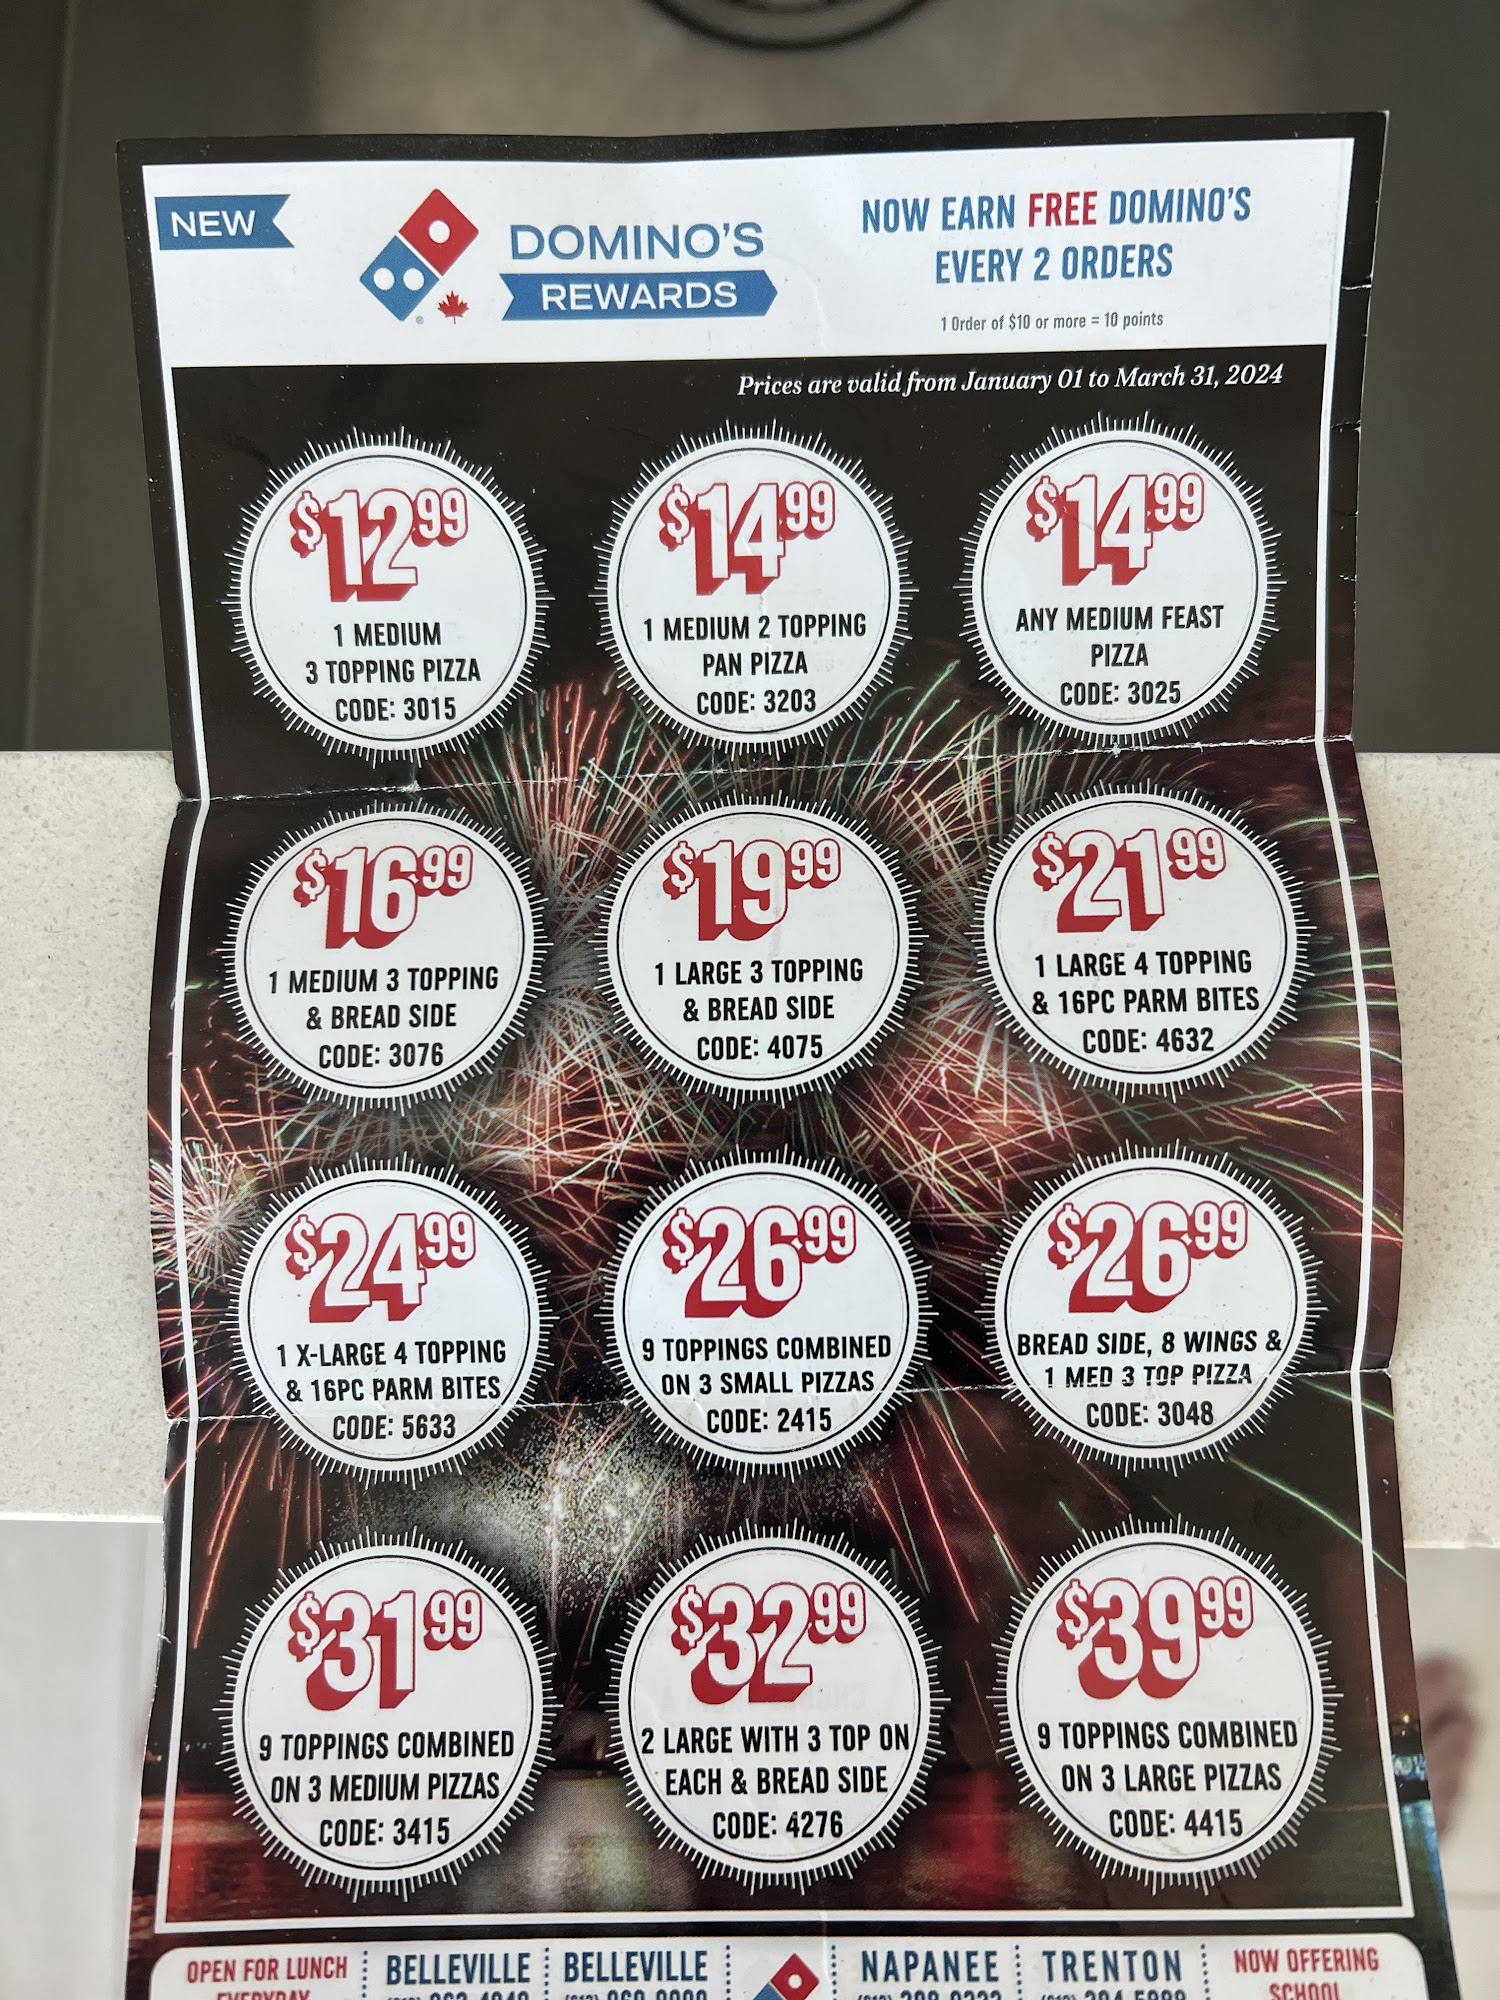 NEW
DOMINO'S
REWARDS
NOW EARN FREE DOMINO'S
EVERY 2 ORDERS
1 Order of $10 or more = 10 points
Prices are valid from January 01 to March 31, 2024
$12.99
1 MEDIUM
3 TOPPING PIZZA
CODE: 3015
$14.99
1 MEDIUM 2 TOPPING
PAN PIZZA
CODE: 3203
$14.99
ANY MEDIUM FEAST
PIZZA
CODE: 3025
$16.99
1 MEDIUM 3 TOPPING
& BREAD SIDE
CODE: 3076
$19.99
1 LARGE 3 TOPPING
& BREAD SIDE
CODE: 4075
$21.99
1 LARGE 4 TOPPING
& 16PC PARM BITES
CODE: 4632
$24.99
1 X-LARGE 4 TOPPING
& 16PC PARM BITES
CODE: 5633
$26.99
9 TOPPINGS COMBINED
ON 3 SMALL PIZZAS
CODE: 2415
$26.99
BREAD SIDE, 8 WINGS &
1 MED 3 TOP PIZZA
CODE: 3048
$31.99
9 TOPPINGS COMBINED
ON 3 MEDIUM PIZZAS
CODE: 3415
$32.99
2 LARGE WITH 3 TOP ON
EACH & BREAD SIDE
CODE: 4276
$39.99
9 TOPPINGS COMBINED
ON 3 LARGE PIZZAS
CODE: 4415
OPEN FOR LUNCH
EVERYDAY
BELLEVILLE
BELLEVILLE
NAPANEE
TRENTON
NOW OFFERING
SCHOOL